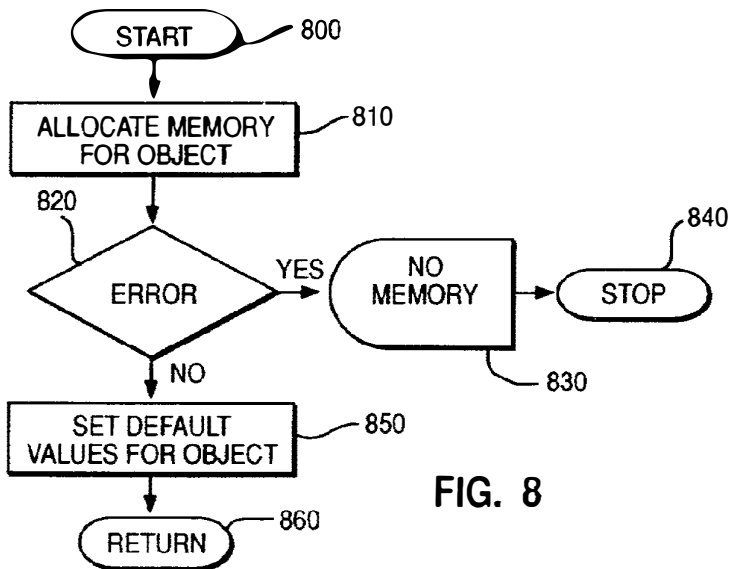 START
800
ALLOCATE MEMORY
FOR OBJECT
810
820
ERROR
YES
NO
MEMORY
830
840
STOP
NO
SET DEFAULT
VALUES FOR OBJECT
850
RETURN
860
FIG. 8